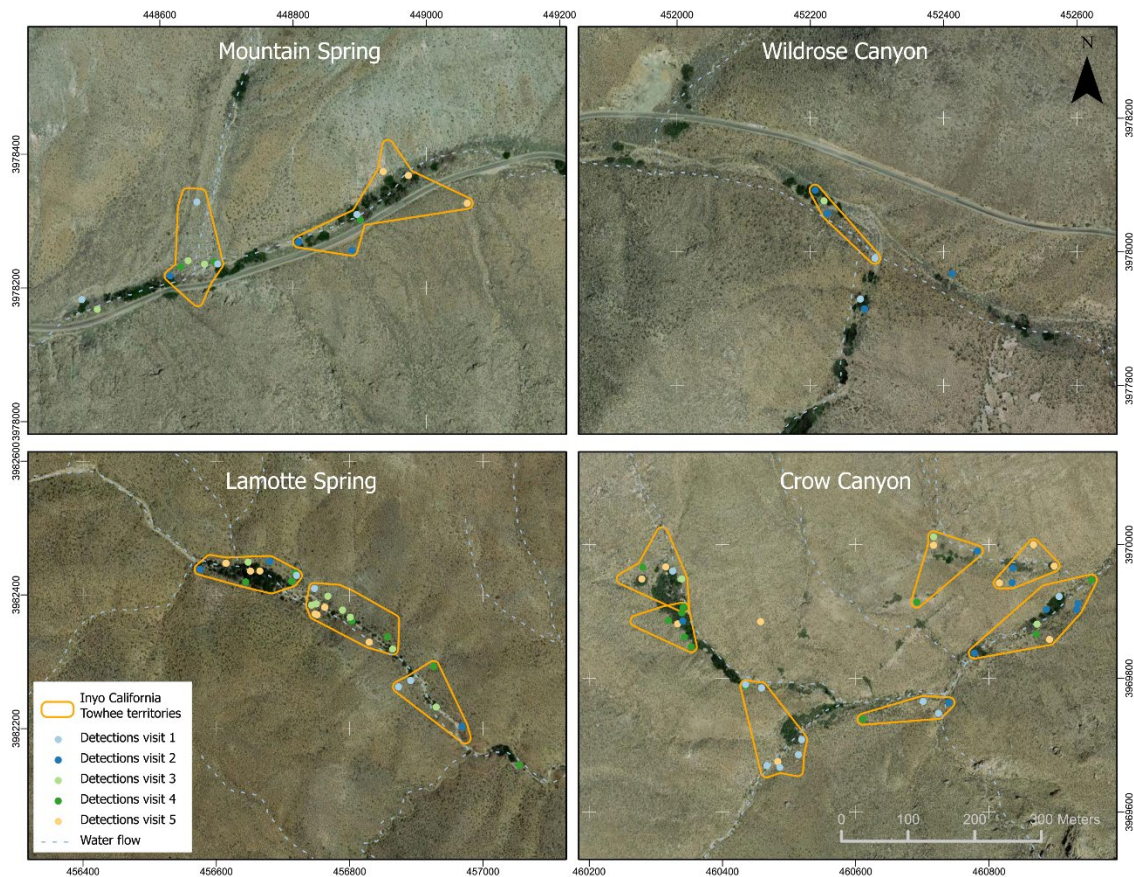 448600 448800 449000 449200
452000 452200 452400 452600
Mountain Spring
Wildrose Canyon
N
3978400
3978200
3978000
3978200
3978000
3977800
Lamotte Spring
Crow Canyon
3982600
3982400
3982200
3970000
3969800
3969600
Inyo California
Towhee territories
Detections visit 1
Detections visit 2
Detections visit 3
Detections visit 4
Detections visit 5
Water flow
0 100 200 300 Meters
456400 456600 456800 457000
460200 460400 460600 460800